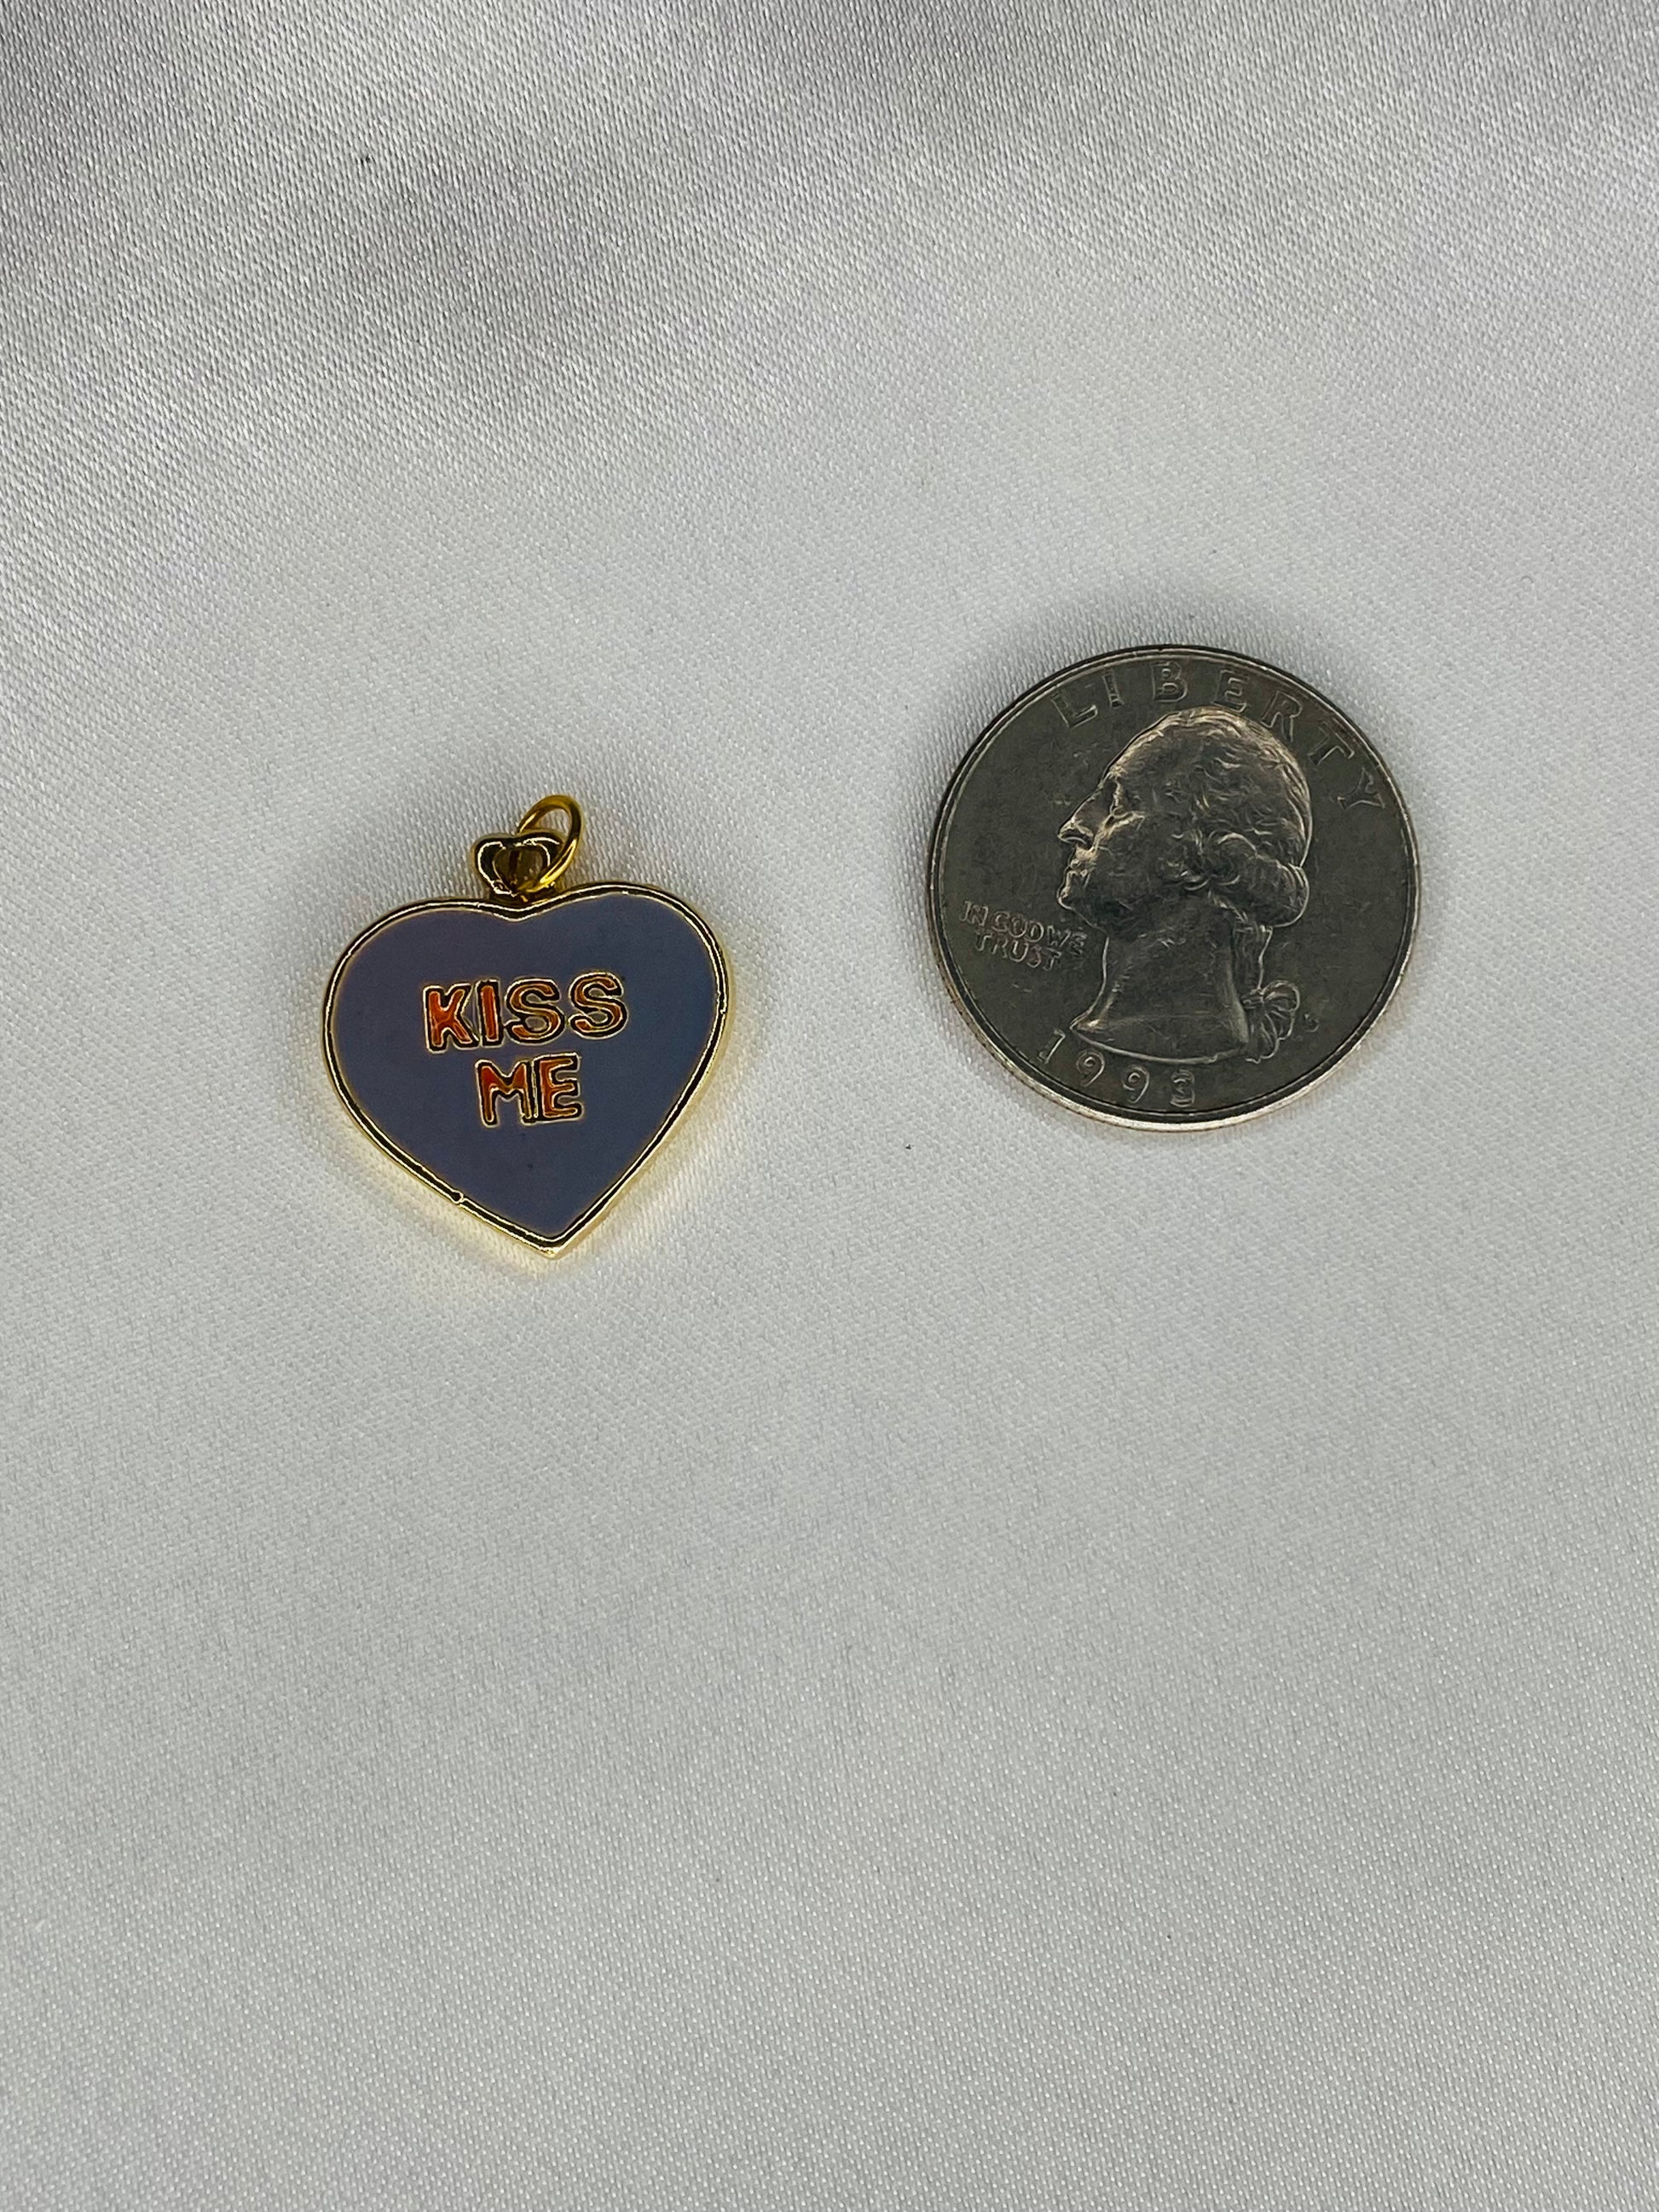 KISS
ME
LIBERTY
IN GOD WE
TRUST
1993